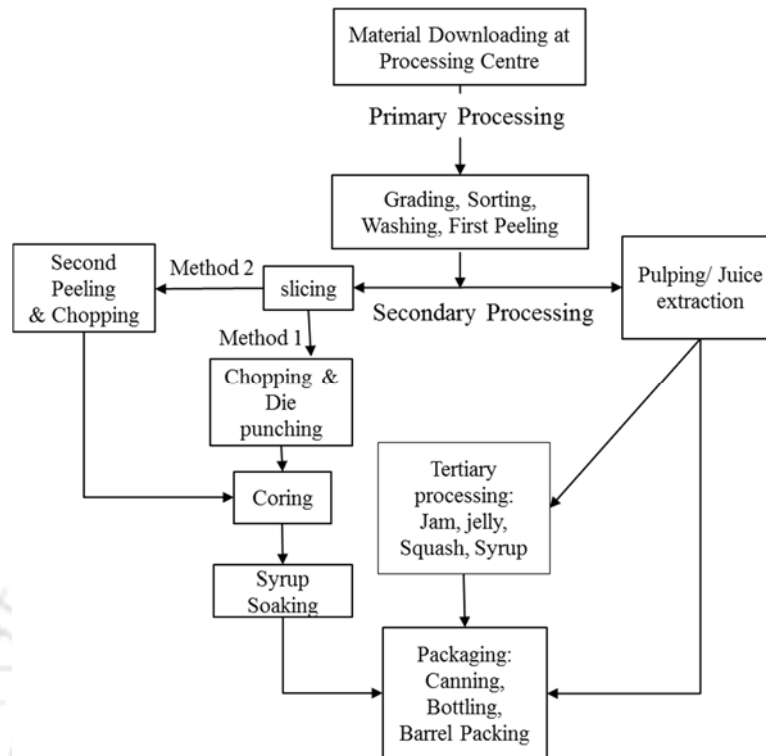 Material Downloading at
Processing Centre
Primary Processing
Grading, Sorting,
Washing, First Peeling
Second
Peeling
& Chopping
Method 2
slicing
Secondary Processing
Pulping/ Juice
extraction
Method 1
Chopping &
Die
punching
Coring
Syrup
Soaking
Tertiary
processing:
Jam, jelly,
Squash, Syrup
Packaging:
Canning,
Bottling,
Barrel Packing